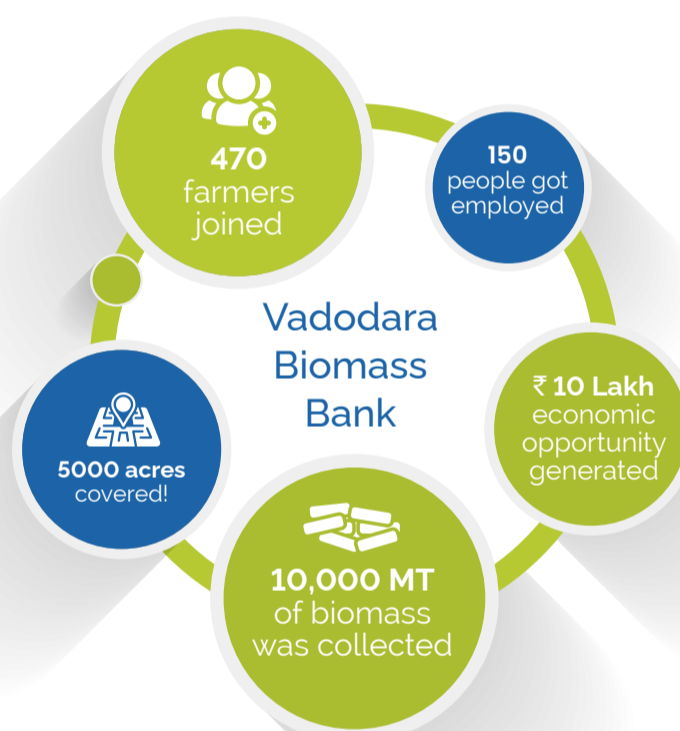 470
farmers
joined
150
people got
employed
Vadodara
Biomass
Bank
₹ 10 Lakh
economic
opportunity
generated
5000 acres
covered!
10,000 MT
of biomass
was collected